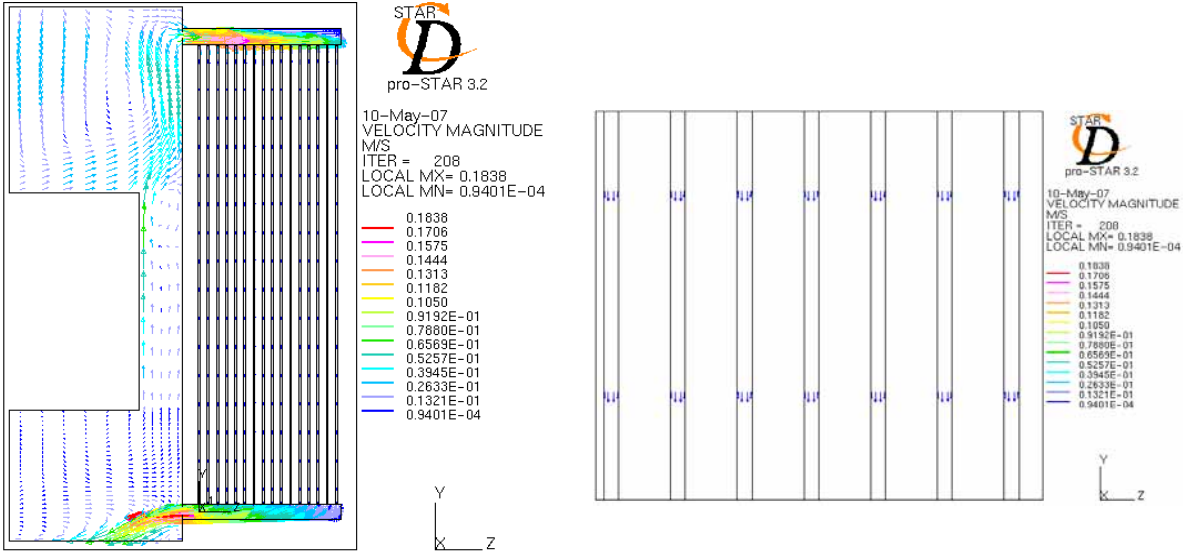 STAR
CD
pro-STAR 3.2
10-May-07
VELOCITY MAGNITUDE
M/S
ITER = 208
LOCAL MX= 0.1838
LOCAL MN= 0.9401E-04
0.1838
0.1706
0.1575
0.1444
0.1313
0.1182
0.1050
0.9192E-01
0.7880E-01
0.6569E-01
0.5257E-01
0.3945E-01
0.2633E-01
0.1321E-01
0.9401E-04
Y
X Z
Y
X Z
STAR
CD
pro-STAR 3.2
10-May-07
VELOCITY MAGNITUDE
M/S
ITER = 208
LOCAL MX= 0.1838
LOCAL MN= 0.9401E-04
0.1838
0.1706
0.1575
0.1444
0.1313
0.1182
0.1050
0.9192E-01
0.7880E-01
0.6569E-01
0.5257E-01
0.3945E-01
0.2633E-01
0.1321E-01
0.9401E-04
Y
X Z